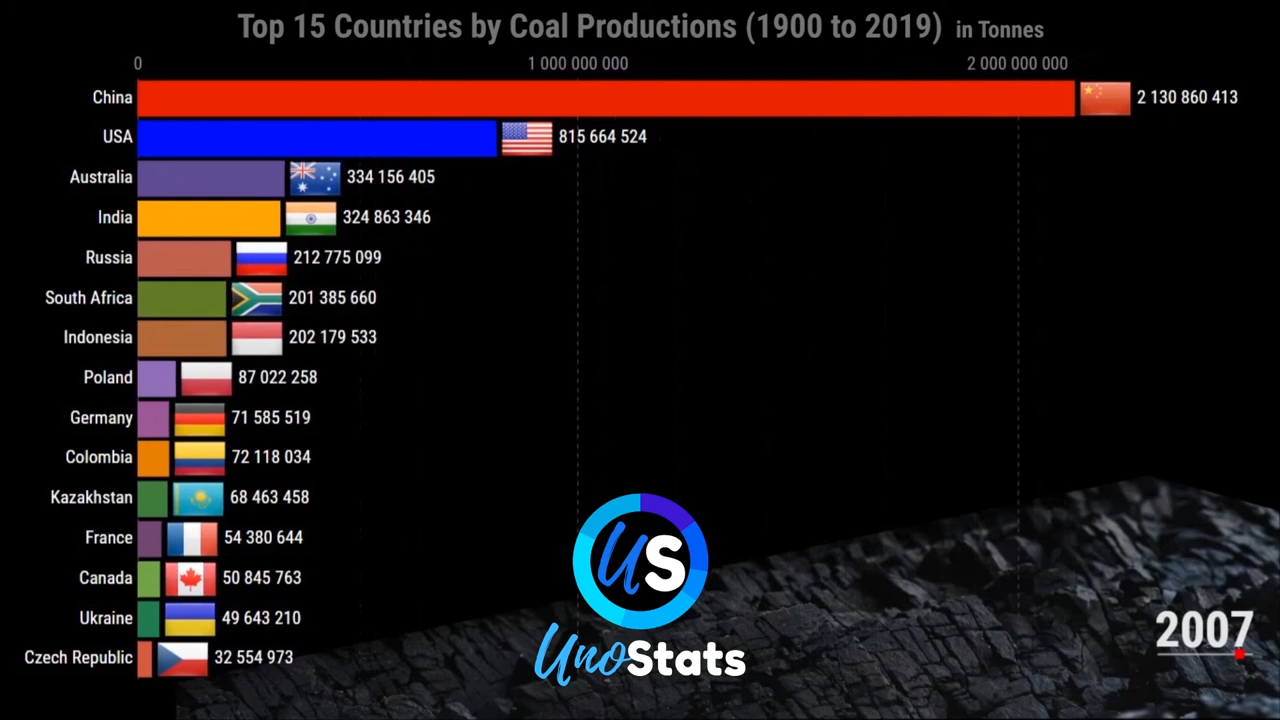 Top 15 Countries by Coal Productions (1900 to 2019) in Tonnes
0 1 000 000 000 2 000 000 000
China 2 130 860 413
USA 815 664 524
Australia 334 156 405
India 324 863 346
Russia 212 775 099
South Africa 201 385 660
Indonesia 202 179 533
Poland 87 022 258
Germany 71 585 519
Colombia 72 118 034
Kazakhstan 68 463 458
France 54 380 644
Canada 50 845 763
Ukraine 49 643 210
Czech Republic 32 554 973
US
UnoStats
2007